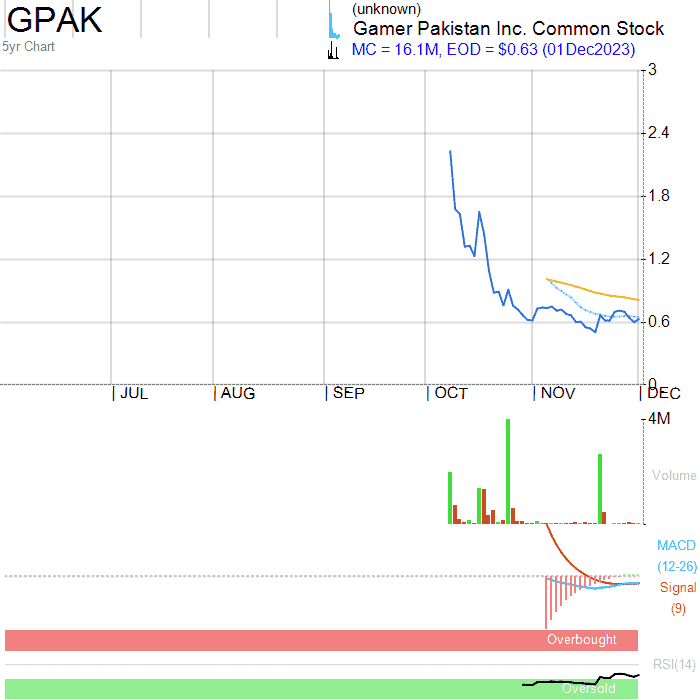 GPAK
(unknown)
Gamer Pakistan Inc. Common Stock
5yr Chart
MC = 16.1M, EOD = $0.63 (01Dec2023)
3
2.4
1.8
1.2
0.6
0
JUL AUG SEP OCT NOV DEC
4M
Volume
MACD
(12-26)
Signal
(9)
Overbought
RSI(14)
Oversold